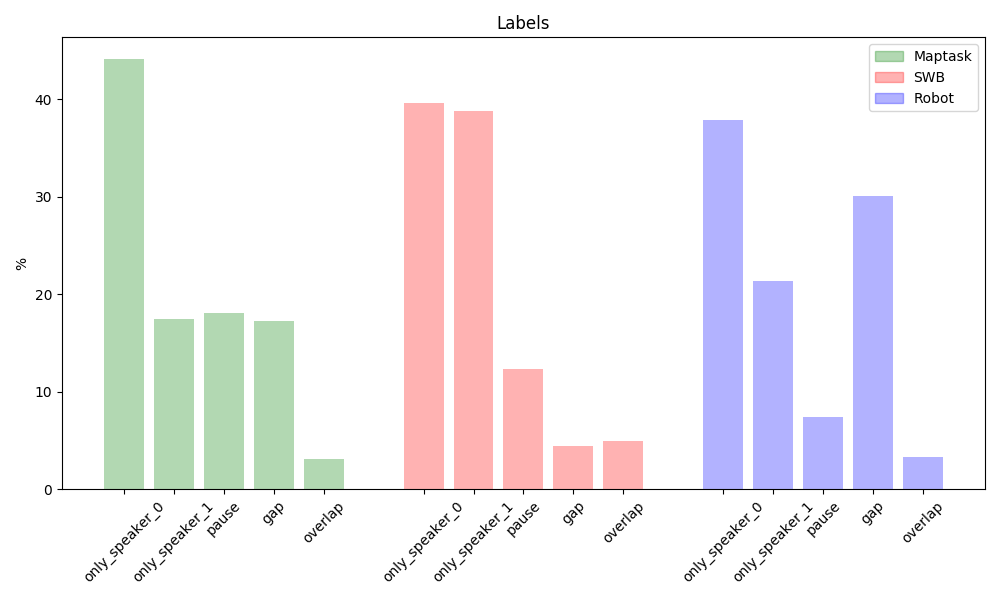 Labels
Maptask
SWB
Robot
%
40
30
20
10
0
only_speaker_0
only_speaker_1
pause
gap
overlap
only_speaker_0
only_speaker_1
pause
gap
overlap
only_speaker_0
only_speaker_1
pause
gap
overlap